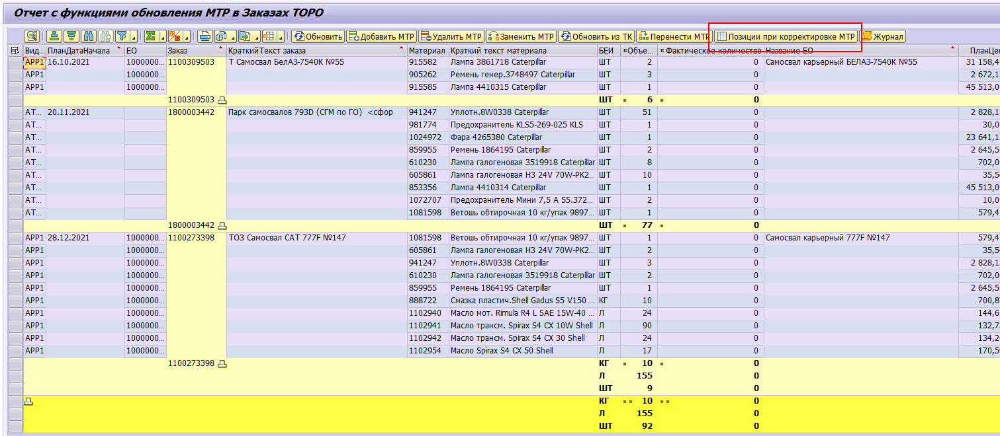 Отчет с функциями обновления МТР в Заказах ТОРО
Обновить Добавить МТР Удалить МТР Заменить МТР Обновить из ТК Перенести МТР Позиции при корректировке МТР Журнал
Вид... ПланДатаНачала ЕО Заказ КраткийТекст заказа Материал Краткий текст материала БЕИ Σ Объе... Σ Фактическое количество Название ЕО ПланЦен
APP1 16.10.2021 1000000... 1100309503 Т Самосвал БелАЗ-7540К №55 915582 Лампа 3861718 Caterpillar ШТ 2 0 Самосвал карьерный БЕЛАЗ-7540К №55 31 158,4
APP1 1000000... 905262 Ремень генер.3748497 Caterpillar ШТ 3 0 2 672,1
APP1 1000000... 915585 Лампа 4410315 Caterpillar ШТ 1 0 45 513,0
1100309503 ШТ 6 0
АТ... 20.11.2021 1800003442 Парк самосвалов 793D (СГМ по ГО) <сфор 941247 Уплотн.8W0338 Caterpillar ШТ 51 0 2 828,1
АТ... 981774 Предохранитель KLS5-269-025 KLS ШТ 1 0 30,0
АТ... 1024972 Фара 4265380 Caterpillar ШТ 1 0 23 641,1
АТ... 859955 Ремень 1864195 Caterpillar ШТ 2 0 2 645,5
АТ... 610230 Лампа галогеновая 3519918 Caterpillar ШТ 8 0 702,0
АТ... 605861 Лампа галогеновая H3 24V 70W-PK2... ШТ 10 0 35,5
АТ... 853356 Лампа 4410314 Caterpillar ШТ 1 0 45 513,0
АТ... 1072707 Предохранитель Мини 7,5 А 55.372... ШТ 2 0 10,0
АТ... 1081598 Ветошь обтирочная 10 кг/упак 9897... ШТ 1 0 579,4
1800003442 ШТ 77 0
APP1 28.12.2021 1000000... 1100273398 ТОЗ Самосвал CAT 777F №147 1081598 Ветошь обтирочная 10 кг/упак 9897... ШТ 1 0 Самосвал карьерный 777F №147 579,4
APP1 1000000... 605861 Лампа галогеновая H3 24V 70W-PK2... ШТ 2 0 35,5
APP1 1000000... 941247 Уплотн.8W0338 Caterpillar ШТ 3 0 2 828,1
APP1 1000000... 610230 Лампа галогеновая 3519918 Caterpillar ШТ 2 0 702,0
APP1 1000000... 859955 Ремень 1864195 Caterpillar ШТ 1 0 2 645,5
APP1 1000000... 888722 Смазка пластич.Shell Gadus S5 V150 ... КГ 10 0 700,8
APP1 1000000... 1102940 Масло мот. Rimula R4 L SAE 15W-40 ... Л 24 0 144,6
APP1 1000000... 1102941 Масло трансм. Spirax S4 CX 10W Shell Л 90 0 132,7
APP1 1000000... 1102942 Масло трансм. Spirax S4 CX 30 Shell Л 24 0 134,2
APP1 1000000... 1102954 Масло Spirax S4 CX 50 Shell Л 17 0 170,5
1100273398 КГ 10 0
Л 155 0
ШТ 9 0
КГ 10 0
Л 155 0
ШТ 92 0